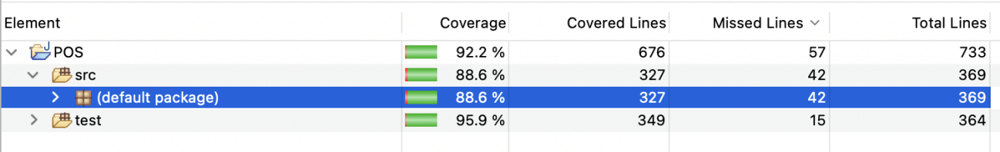 Element Coverage Covered Lines Missed Lines Total Lines
POS 92.2 % 676 57 733
src 88.6 % 327 42 369
(default package) 88.6 % 327 42 369
test 95.9 % 349 15 364